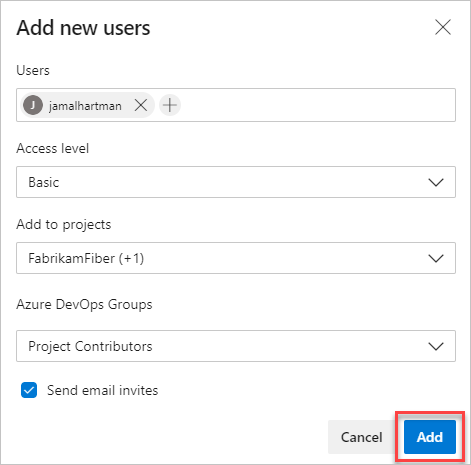 Add new users
Users
J jamalhartman
Access level
Basic
Add to projects
FabrikamFiber (+1)
Azure DevOps Groups
Project Contributors
Send email invites
Cancel Add